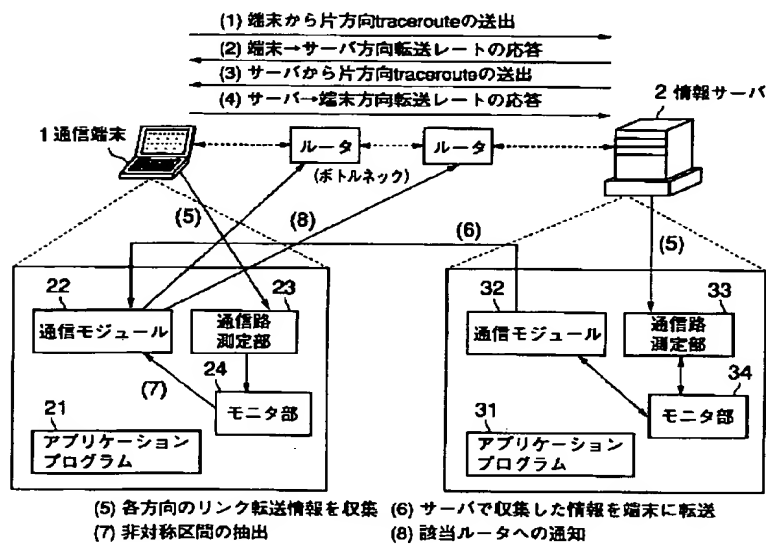 (1) 端末から片方向tracerouteの送出
(2) 端末→サーバ方向転送レートの応答
(3) サーバから片方向tracerouteの送出
(4) サーバ→端末方向転送レートの応答
1 通信端末
ルータ
ルータ
2 情報サーバ
(ボトルネック)
(5)
(8)
(6)
(5)
22
通信モジュール
23
通信路
測定部
(7)
24
モニタ部
21
アプリケーション
プログラム
32
通信モジュール
33
通信路
測定部
34
モニタ部
31
アプリケーション
プログラム
(5) 各方向のリンク転送情報を収集 (6) サーバで収集した情報を端末に転送
(7) 非対称区間の抽出 (8) 該当ルータへの通知